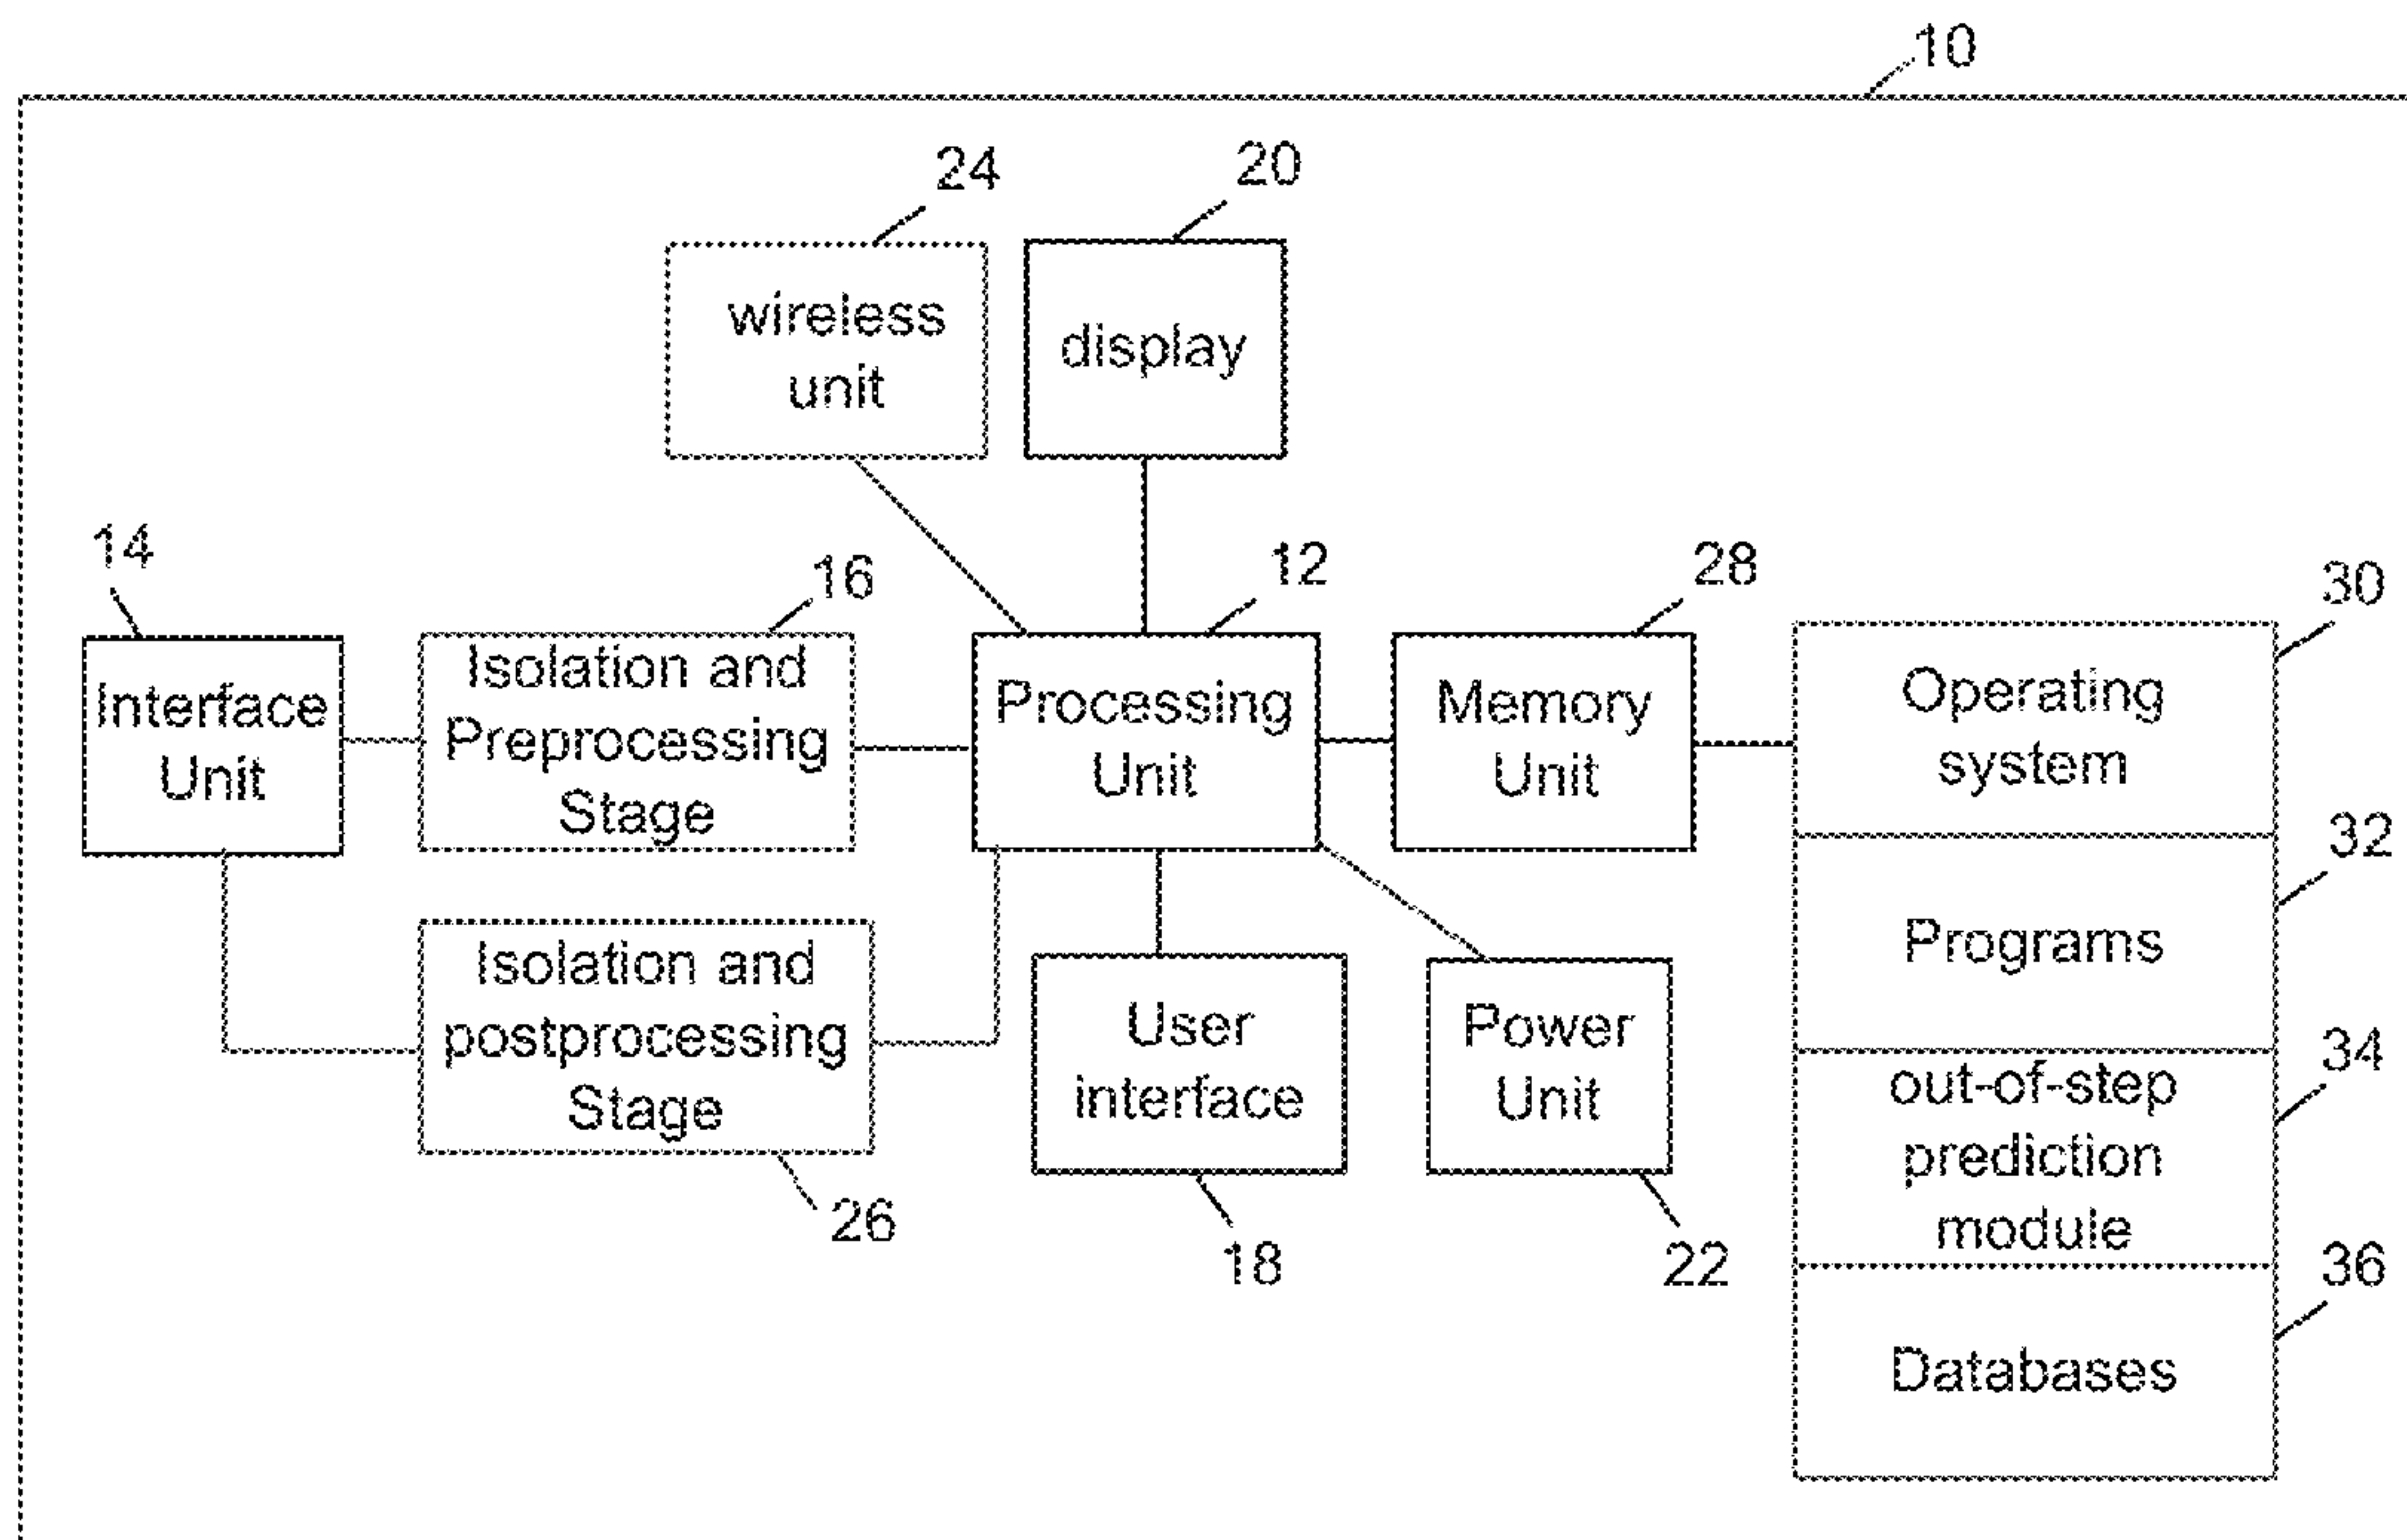 10
24
20
wireless
unit
display
14
16
12
28
30
Interface
Unit
Isolation and
Preprocessing
Stage
Processing
Unit
Memory
Unit
Operating
system
32
Programs
Isolation and
postprocessing
Stage
User
interface
Power
Unit
34
out-of-step
prediction
module
26
18
22
36
Databases